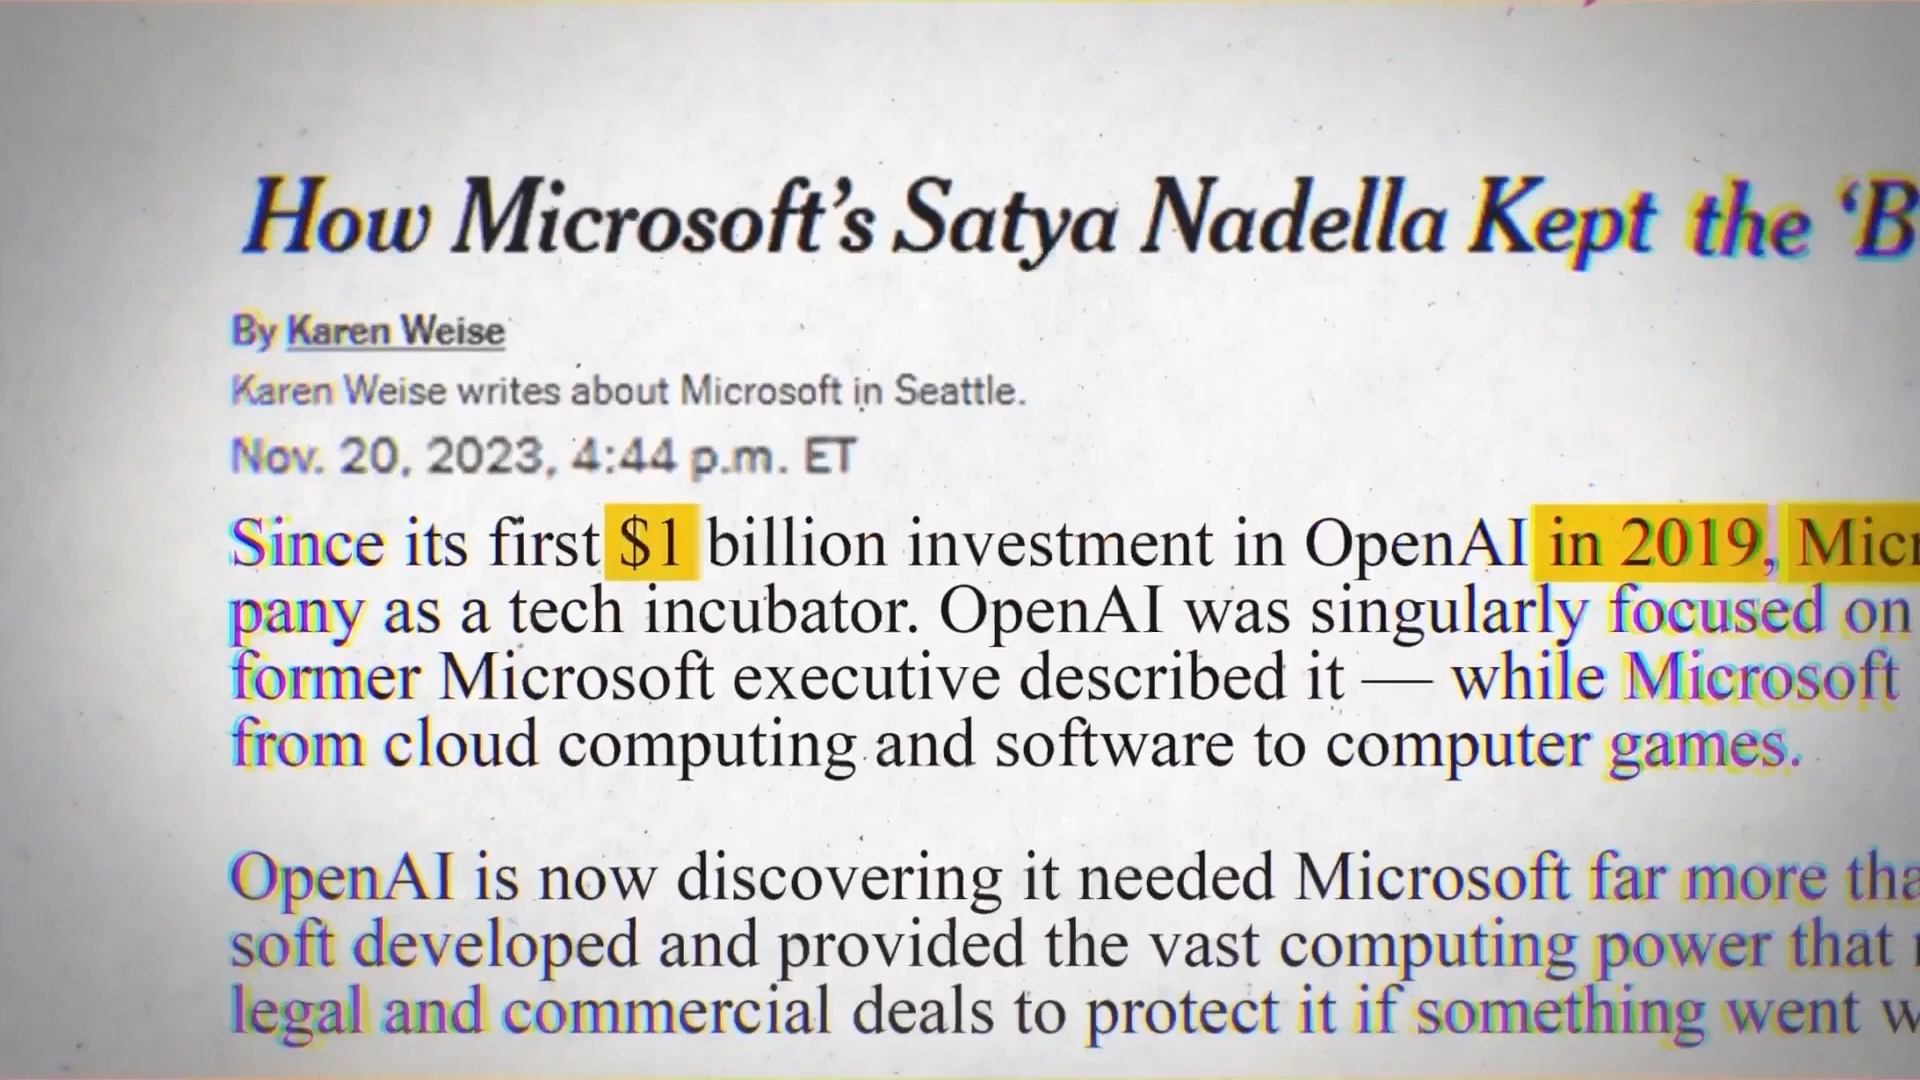 How Microsoft’s Satya Nadella Kept the ‘B
By Karen Weise
Karen Weise writes about Microsoft in Seattle.
Nov. 20, 2023, 4:44 p.m. ET
Since its first $1 billion investment in OpenAI in 2019, Micr
pany as a tech incubator. OpenAI was singularly focused on
former Microsoft executive described it — while Microsoft
from cloud computing and software to computer games.
OpenAI is now discovering it needed Microsoft far more tha
soft developed and provided the vast computing power that
legal and commercial deals to protect it if something went w